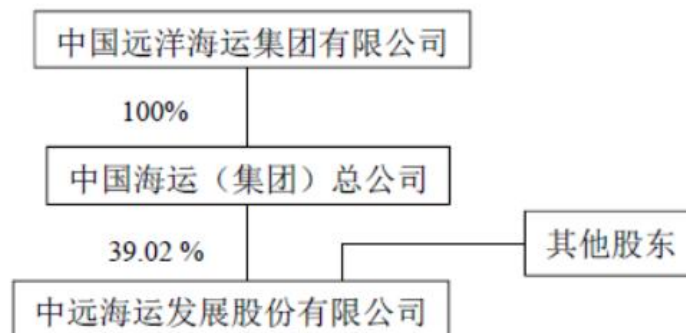 中国远洋海运集团有限公司
100%
中国海运（集团）总公司
39.02 %
其他股东
中远海运发展股份有限公司